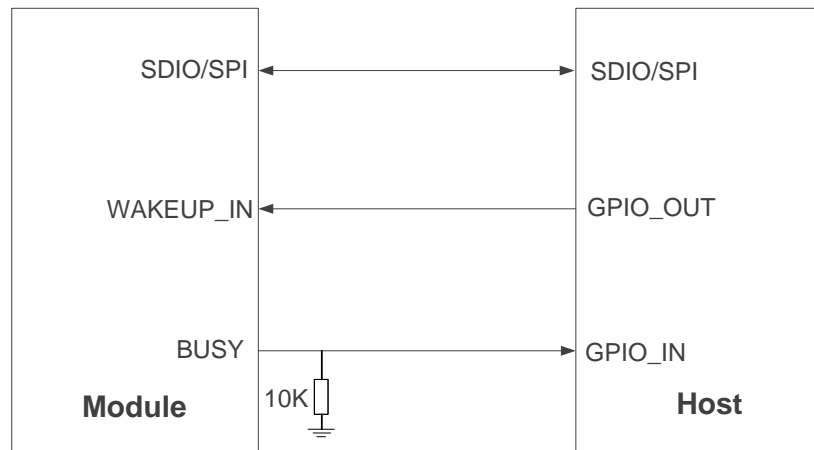 SDIO/SPI SDIO/SPI
WAKEUP_IN GPIO_OUT
BUSY GPIO_IN
10K
Module Host